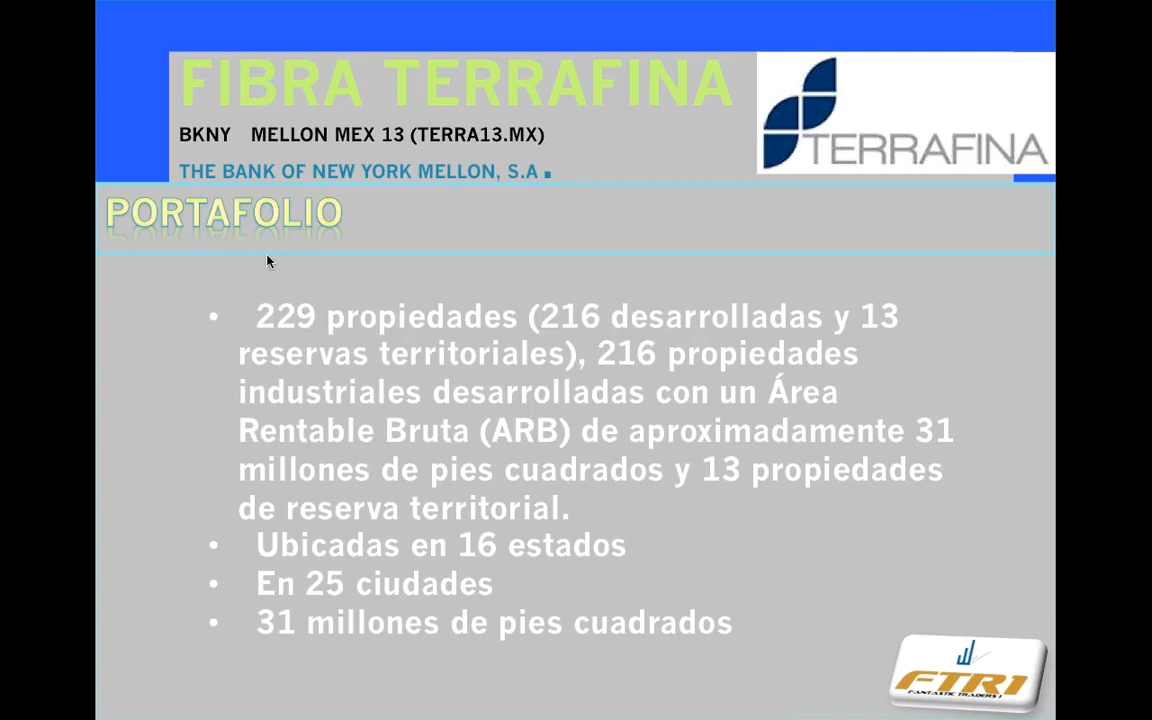 FIBRA TERRAFINA
BKNY MELLON MEX 13 (TERRA13.MX)
THE BANK OF NEW YORK MELLON, S.A.
TERRAFINA
PORTAFOLIO
• 229 propiedades (216 desarrolladas y 13
reservas territoriales), 216 propiedades
industriales desarrolladas con un Área
Rentable Bruta (ARB) de aproximadamente 31
millones de pies cuadrados y 13 propiedades
de reserva territorial.
• Ubicadas en 16 estados
• En 25 ciudades
• 31 millones de pies cuadrados
FTR1
FANTASTIC TRADERS 1